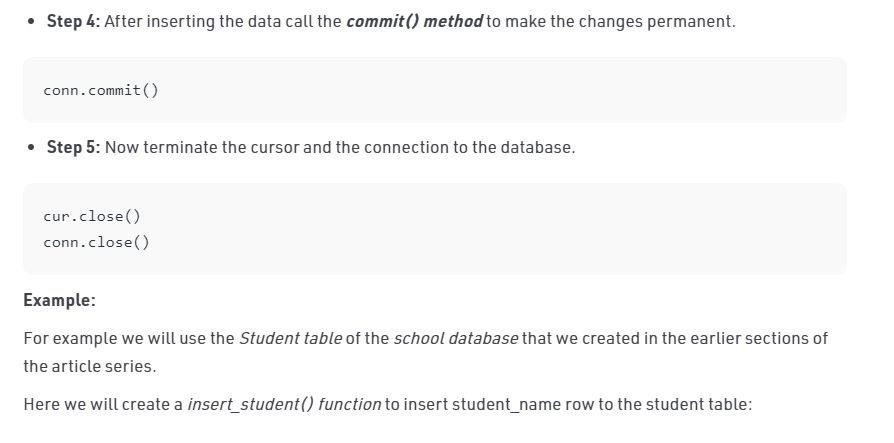 • Step 4: After inserting the data call the commit() method to make the changes permanent.
conn.commit()
• Step 5: Now terminate the cursor and the connection to the database.
cur.close()
conn.close()
Example:
For example we will use the Student table of the school database that we created in the earlier sections of
the article series.
Here we will create a insert_student() function to insert student_name row to the student table: